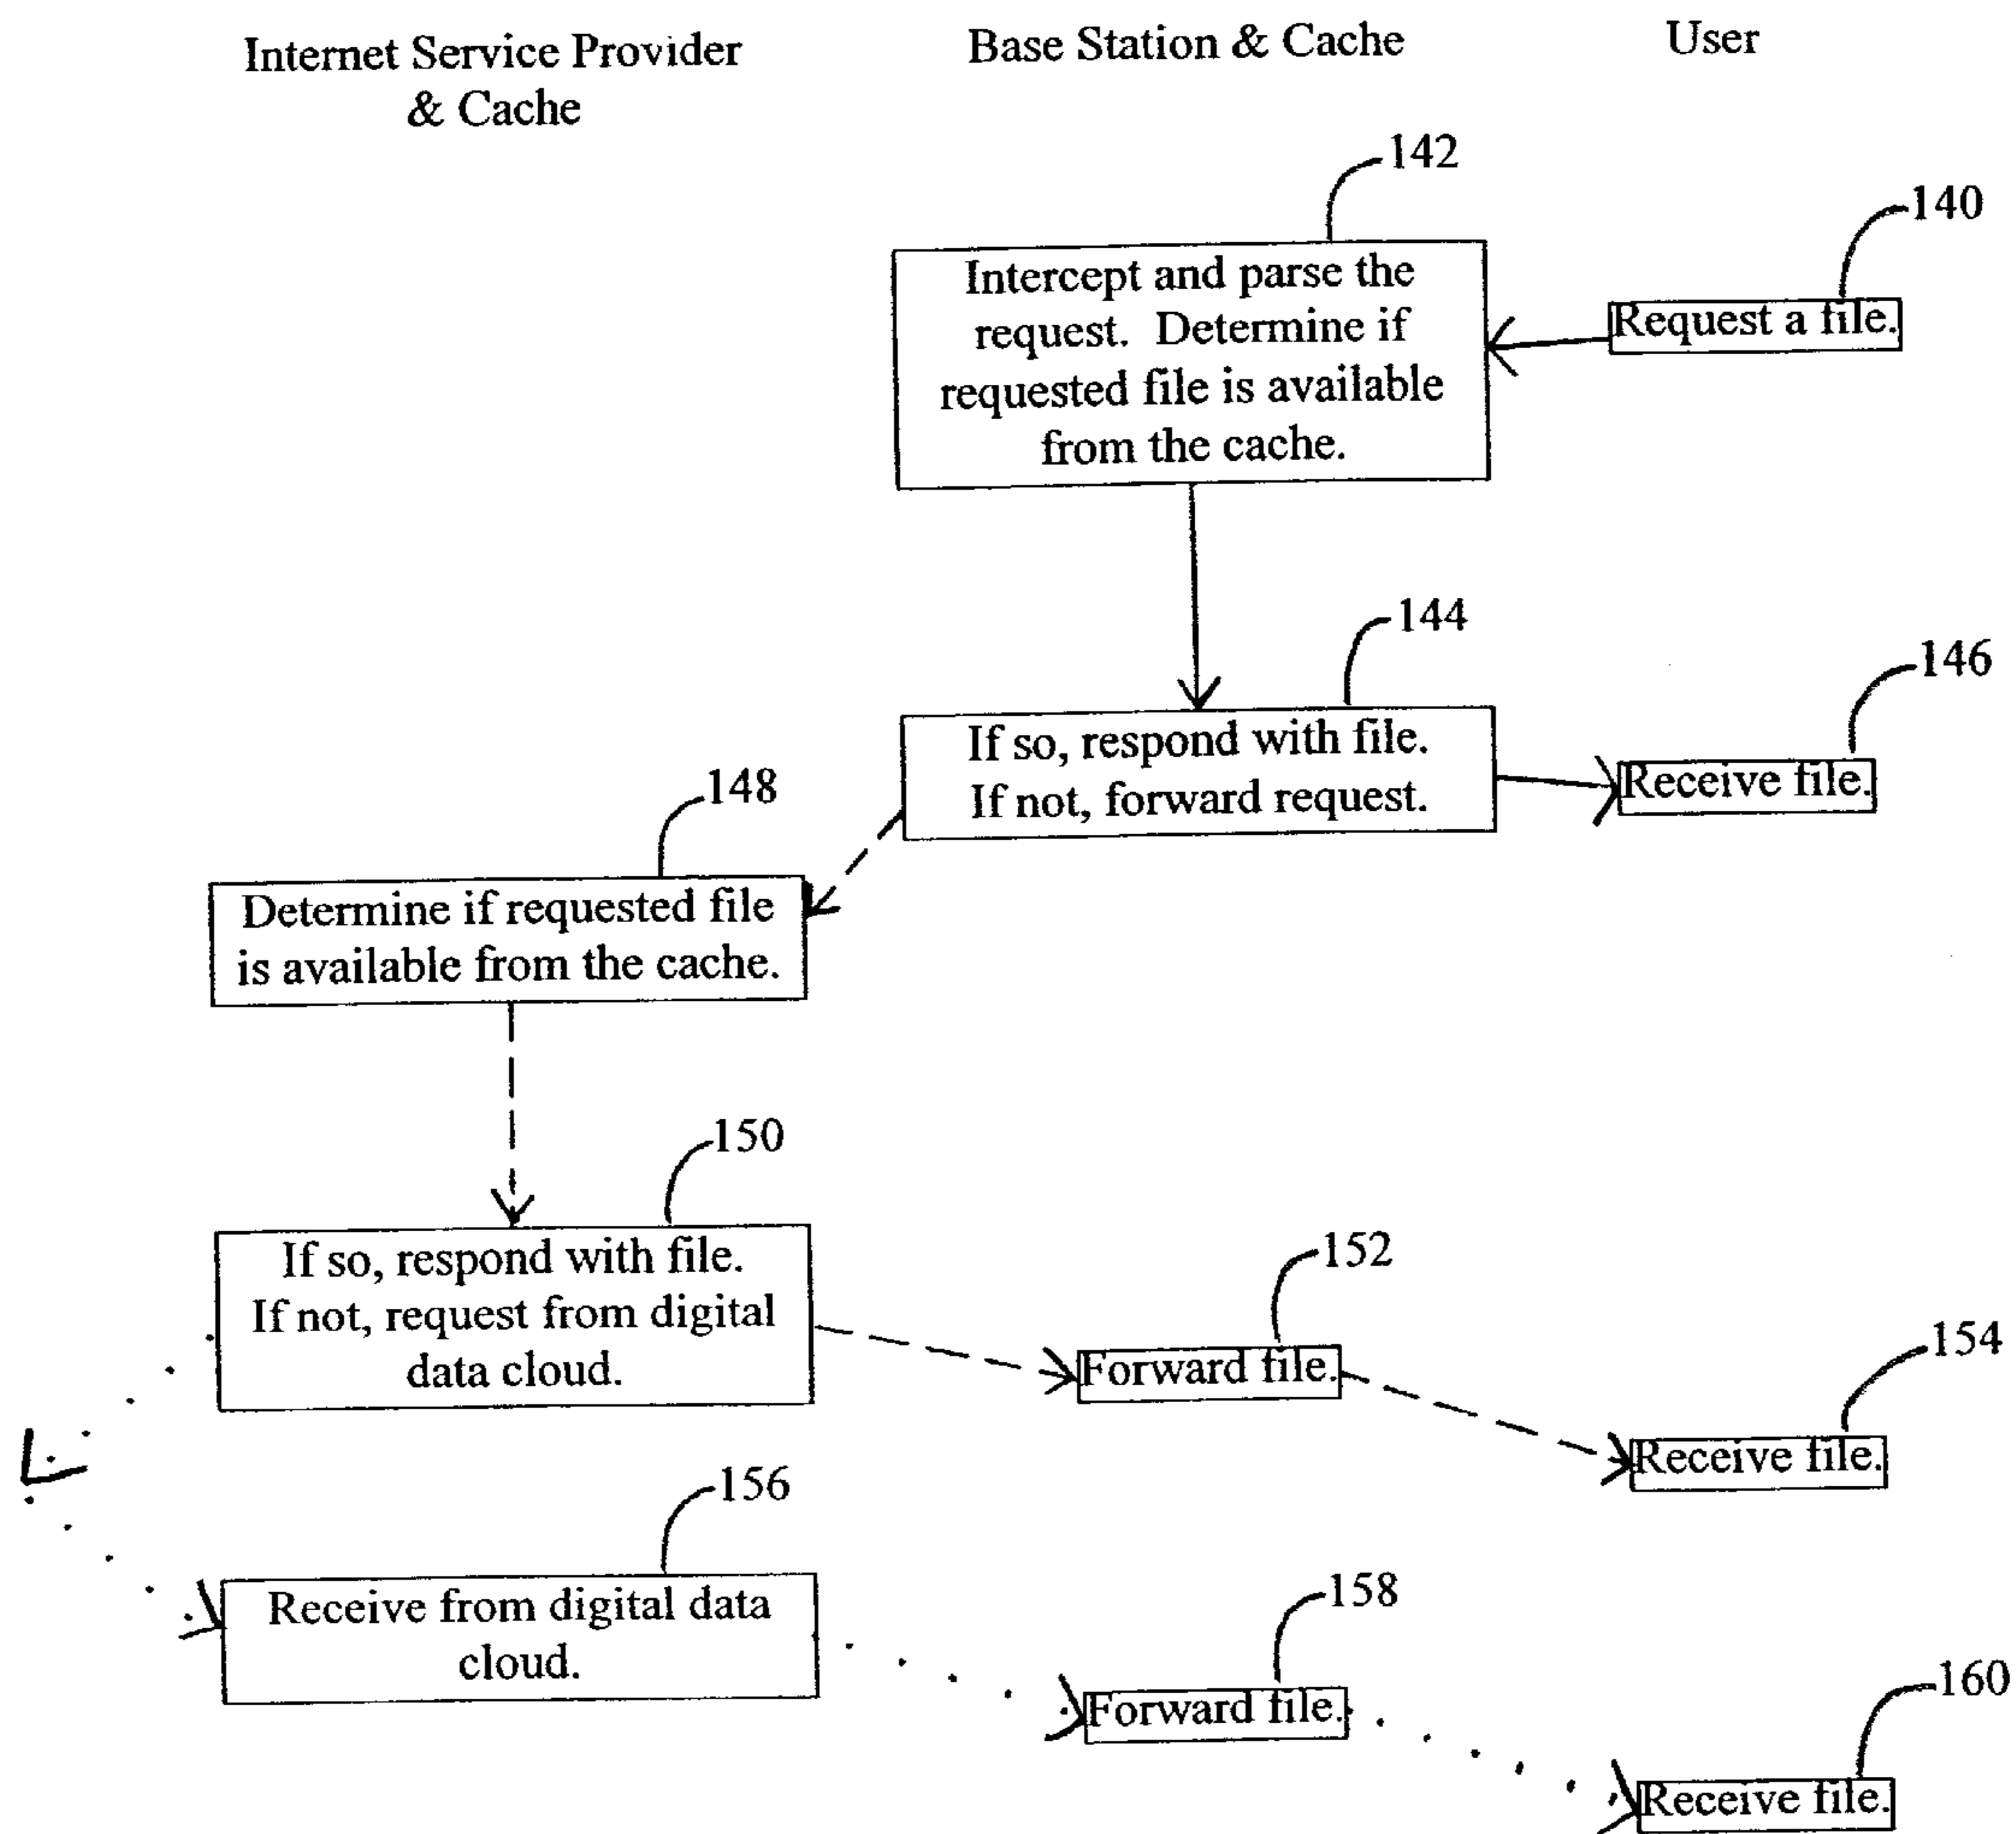 Internet Service Provider
& Cache
Base Station & Cache
User
142
140
Intercept and parse the
request. Determine if
requested file is available
from the cache.
Request a file.
144
146
If so, respond with file.
If not, forward request.
Receive file.
148
Determine if requested file
is available from the cache.
150
If so, respond with file.
If not, request from digital
data cloud.
152
Forward file.
154
Receive file.
156
Receive from digital data
cloud.
158
Forward file.
160
Receive file.